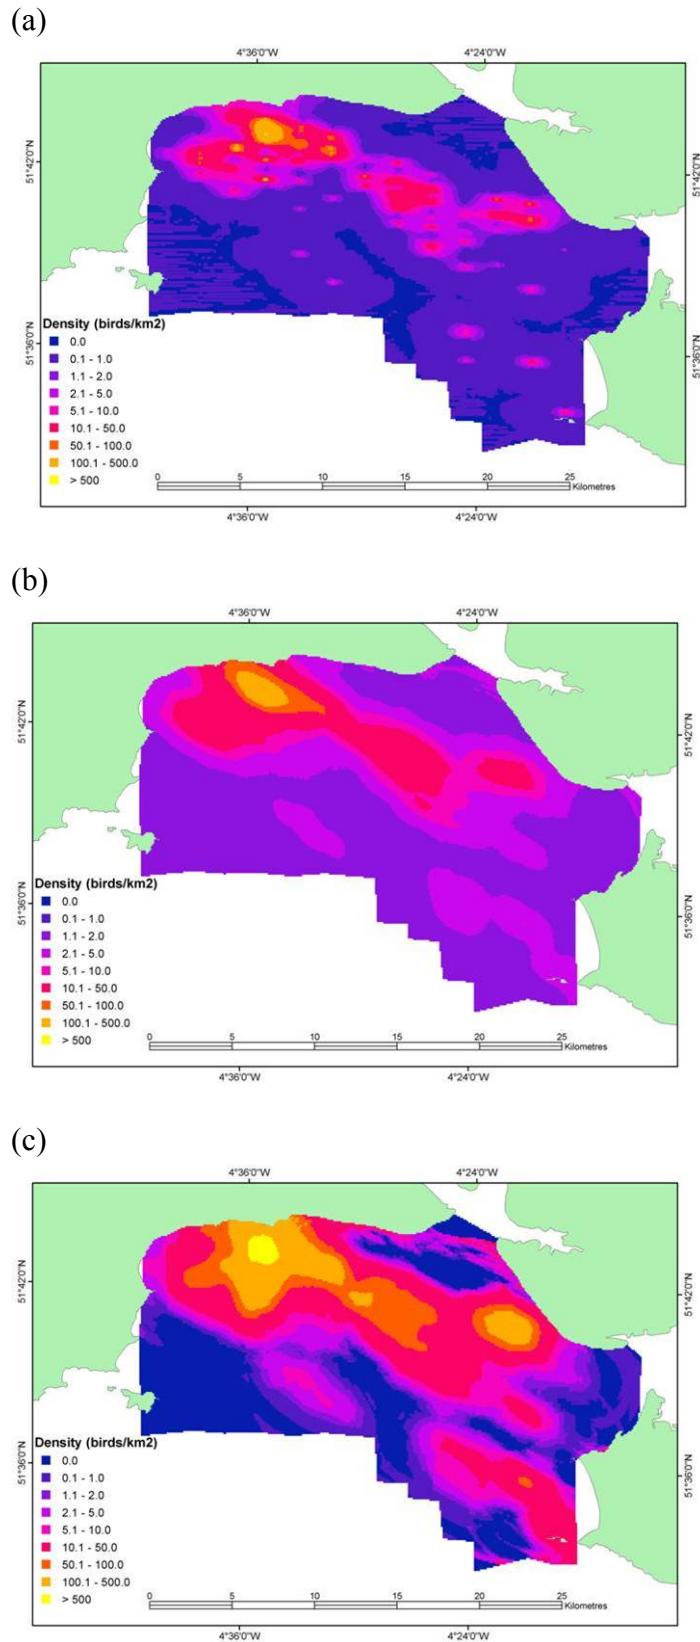 (a)
4°36'0"W 4°24'0"W
51°42'0"N 51°42'0"N
51°36'0"N 51°36'0"N
Density (birds/km2)
0.0
0.1 - 1.0
1.1 - 2.0
2.1 - 5.0
5.1 - 10.0
10.1 - 50.0
50.1 - 100.0
100.1 - 500.0
> 500
0 5 10 15 20 25
Kilometres
4°36'0"W 4°24'0"W
(b)
4°36'0"W 4°24'0"W
51°42'0"N 51°42'0"N
51°36'0"N 51°36'0"N
Density (birds/km2)
0.0
0.1 - 1.0
1.1 - 2.0
2.1 - 5.0
5.1 - 10.0
10.1 - 50.0
50.1 - 100.0
100.1 - 500.0
> 500
0 5 10 15 20 25
Kilometres
4°36'0"W 4°24'0"W
(c)
4°36'0"W 4°24'0"W
51°42'0"N 51°42'0"N
51°36'0"N 51°36'0"N
Density (birds/km2)
0.0
0.1 - 1.0
1.1 - 2.0
2.1 - 5.0
5.1 - 10.0
10.1 - 50.0
50.1 - 100.0
100.1 - 500.0
> 500
0 5 10 15 20 25
Kilometres
4°36'0"W 4°24'0"W